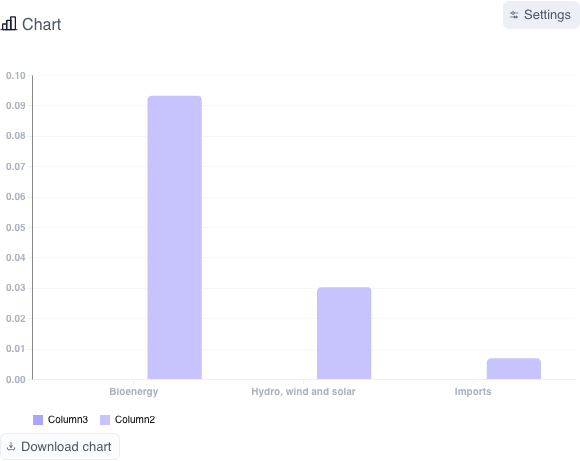 Chart
Settings
0.10
0.09
0.08
0.07
0.06
0.05
0.04
0.03
0.02
0.01
0.00
Bioenergy Hydro, wind and solar Imports
Column3 Column2
Download chart